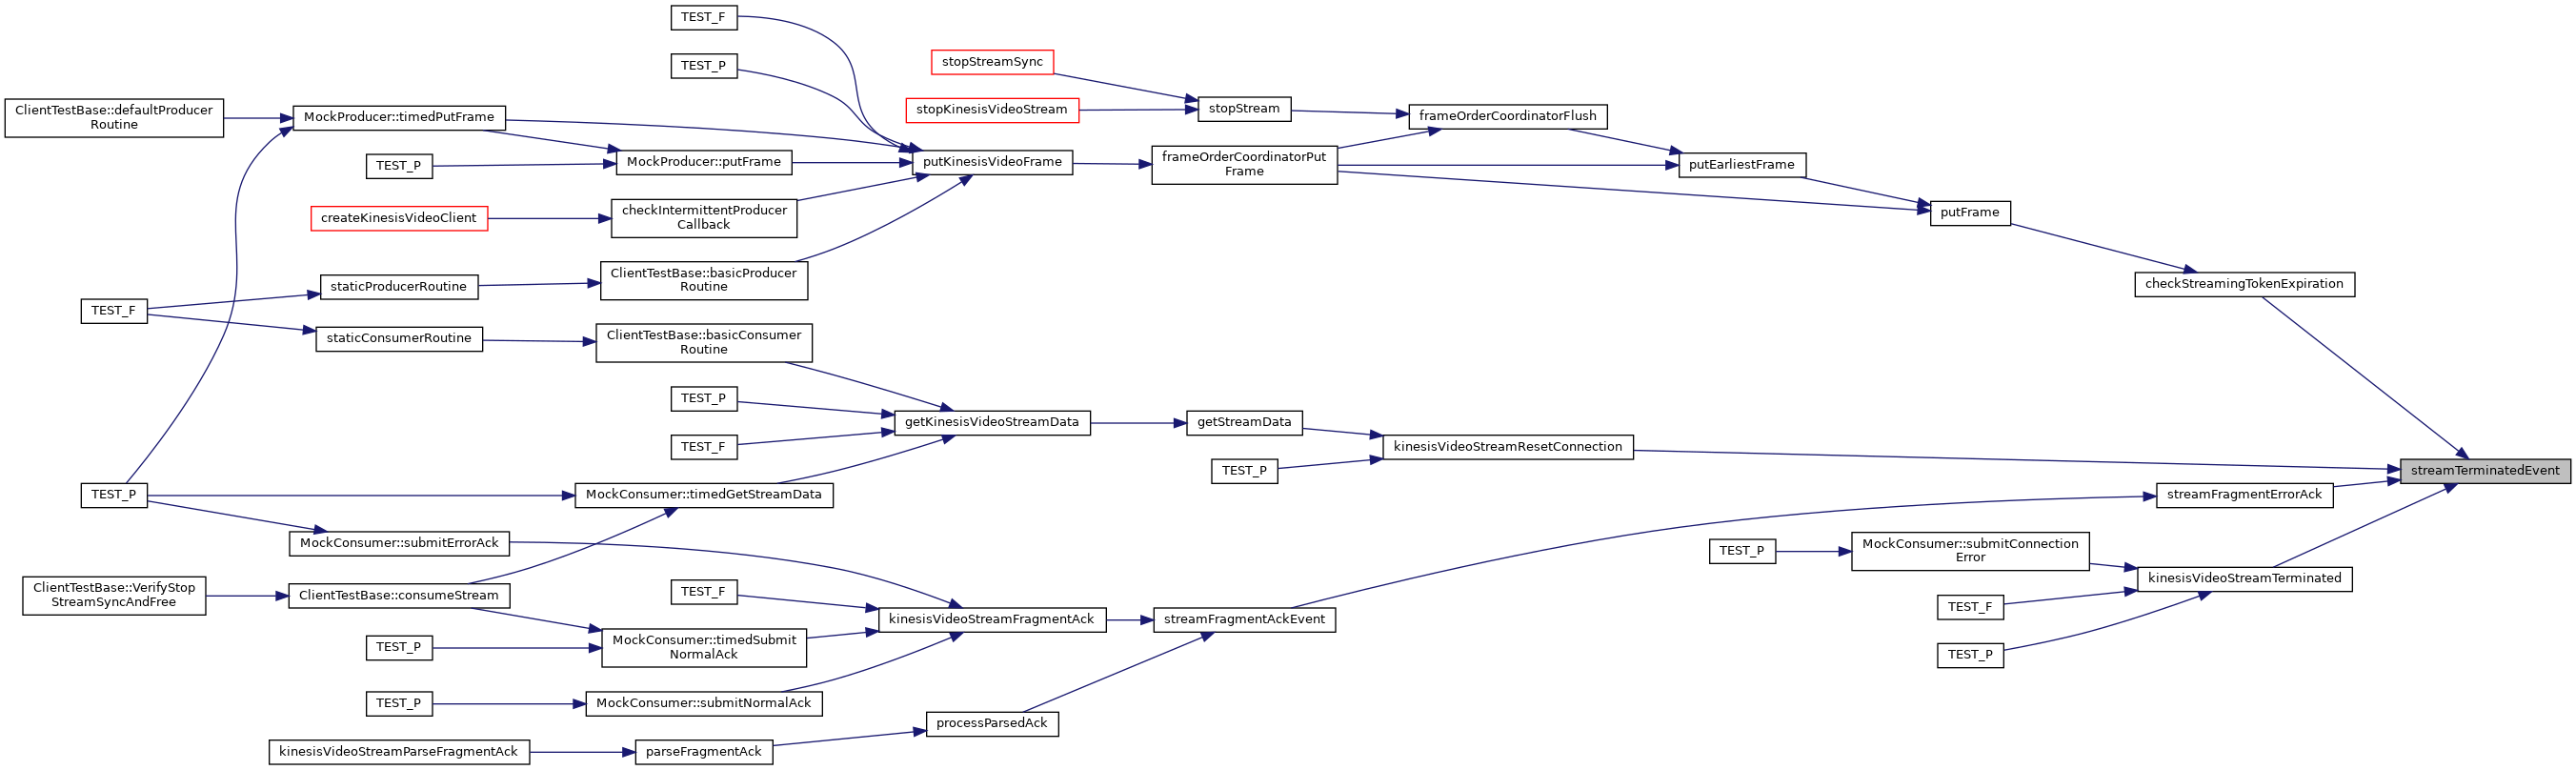 TEST_F
TEST_P
stopStreamSync
stopKinesisVideoStream
stopStream
frameOrderCoordinatorFlush
ClientTestBase::defaultProducer
Routine
MockProducer::timedPutFrame
TEST_P
MockProducer::putFrame
putKinesisVideoFrame
frameOrderCoordinatorPut
Frame
putEarliestFrame
createKinesisVideoClient
checkIntermittentProducer
Callback
putFrame
staticProducerRoutine
ClientTestBase::basicProducer
Routine
checkStreamingTokenExpiration
TEST_F
staticConsumerRoutine
ClientTestBase::basicConsumer
Routine
TEST_P
getKinesisVideoStreamData
getStreamData
TEST_F
kinesisVideoStreamResetConnection
TEST_P
streamTerminatedEvent
TEST_P
MockConsumer::timedGetStreamData
streamFragmentErrorAck
MockConsumer::submitErrorAck
TEST_P
MockConsumer::submitConnection
Error
ClientTestBase::VerifyStop
StreamSyncAndFree
ClientTestBase::consumeStream
TEST_F
kinesisVideoStreamTerminated
TEST_F
kinesisVideoStreamFragmentAck
streamFragmentAckEvent
TEST_P
MockConsumer::timedSubmit
NormalAck
TEST_P
TEST_P
MockConsumer::submitNormalAck
processParsedAck
kinesisVideoStreamParseFragmentAck
parseFragmentAck